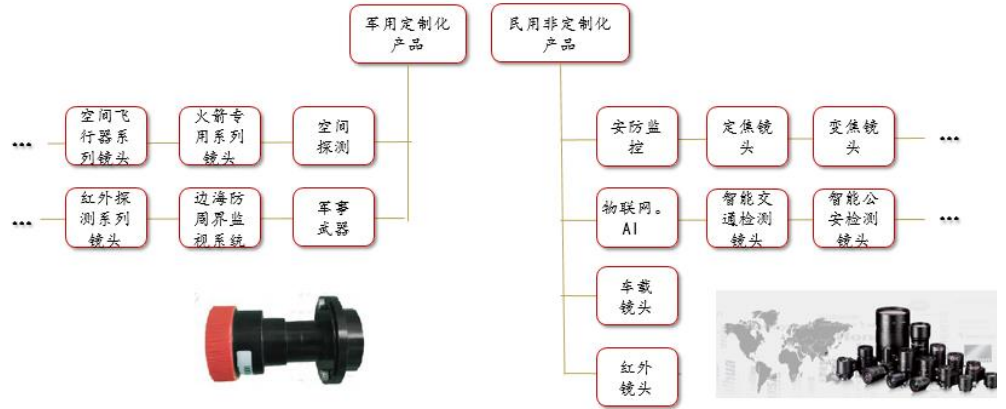 军用定制化
产品
民用非定制化
产品
...
空间飞
行器系
列镜头
火箭专
用系列
镜头
空间
探测
安防监
控
定焦镜
头
变焦镜
头
...
...
红外探
测系列
镜头
边海防
周界监
视系统
军事
武器
物联网。
AI
智能交
通检测
镜头
智能公
安检测
镜头
...
车载
镜头
红外
镜头